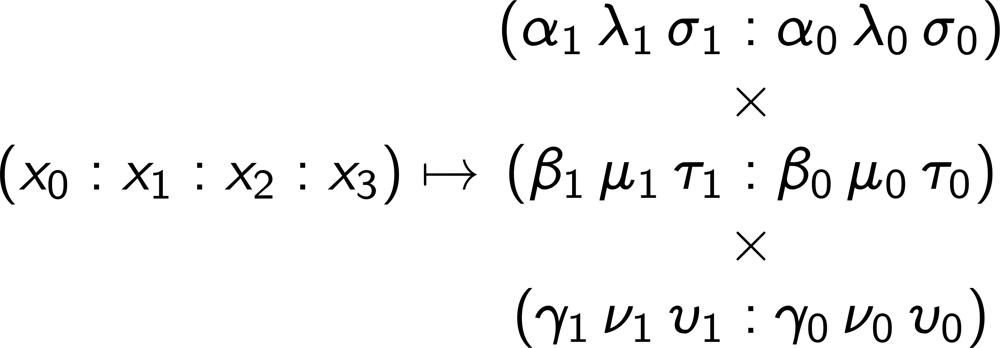 (α₁ λ₁ σ₁ : α₀ λ₀ σ₀)
×
(x₀ : x₁ : x₂ : x₃) ↦ (β₁ μ₁ τ₁ : β₀ μ₀ τ₀)
×
(γ₁ ν₁ υ₁ : γ₀ ν₀ υ₀)